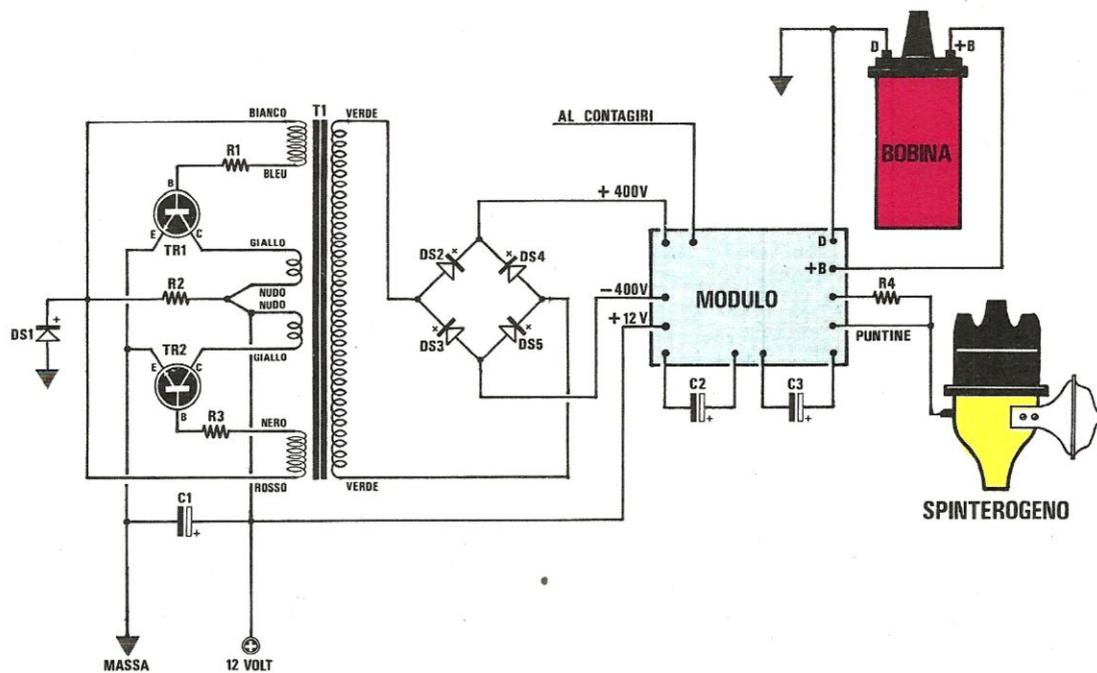 D
+B
BIANCO
T1
VERDE
AL CONTAGIRI
R1
BLEU
BOBINA
B
+ 400V
E
C
TR1
GIALLO
DS2
DS4
D
+B
R2
NUDO
NUDO
− 400V
MODULO
R4
+ 12 V
DS1
+
DS3
DS5
PUNTINE
TR2
GIALLO
E
C
B
C2
+
C3
+
R3
NERO
ROSSO
VERDE
C1
+
SPINTEROGENO
MASSA
12 VOLT